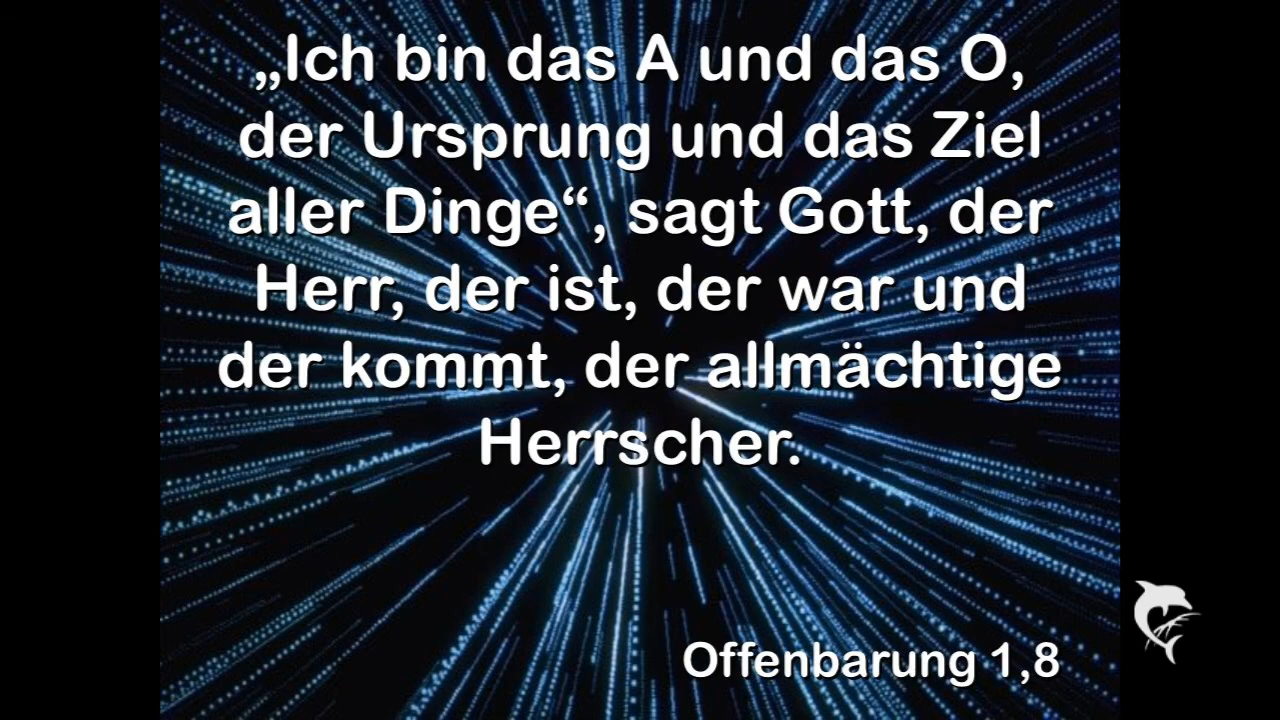 „Ich bin das A und das O,
der Ursprung und das Ziel
aller Dinge“, sagt Gott, der
Herr, der ist, der war und
der kommt, der allmächtige
Herrscher.
Offenbarung 1,8